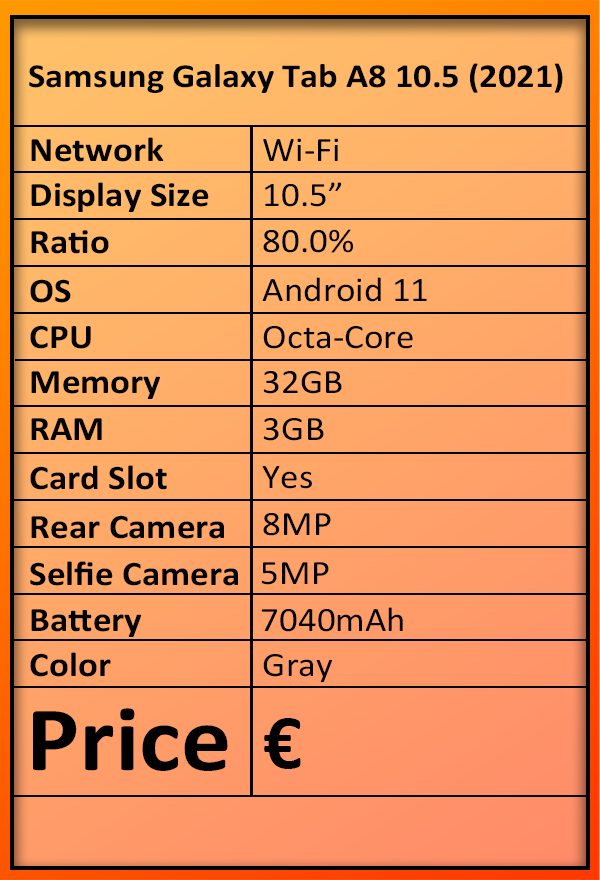 Samsung Galaxy Tab A8 10.5 (2021)
Network Wi-Fi
Display Size 10.5”
Ratio 80.0%
OS Android 11
CPU Octa-Core
Memory 32GB
RAM 3GB
Card Slot Yes
Rear Camera 8MP
Selfie Camera 5MP
Battery 7040mAh
Color Gray
Price €